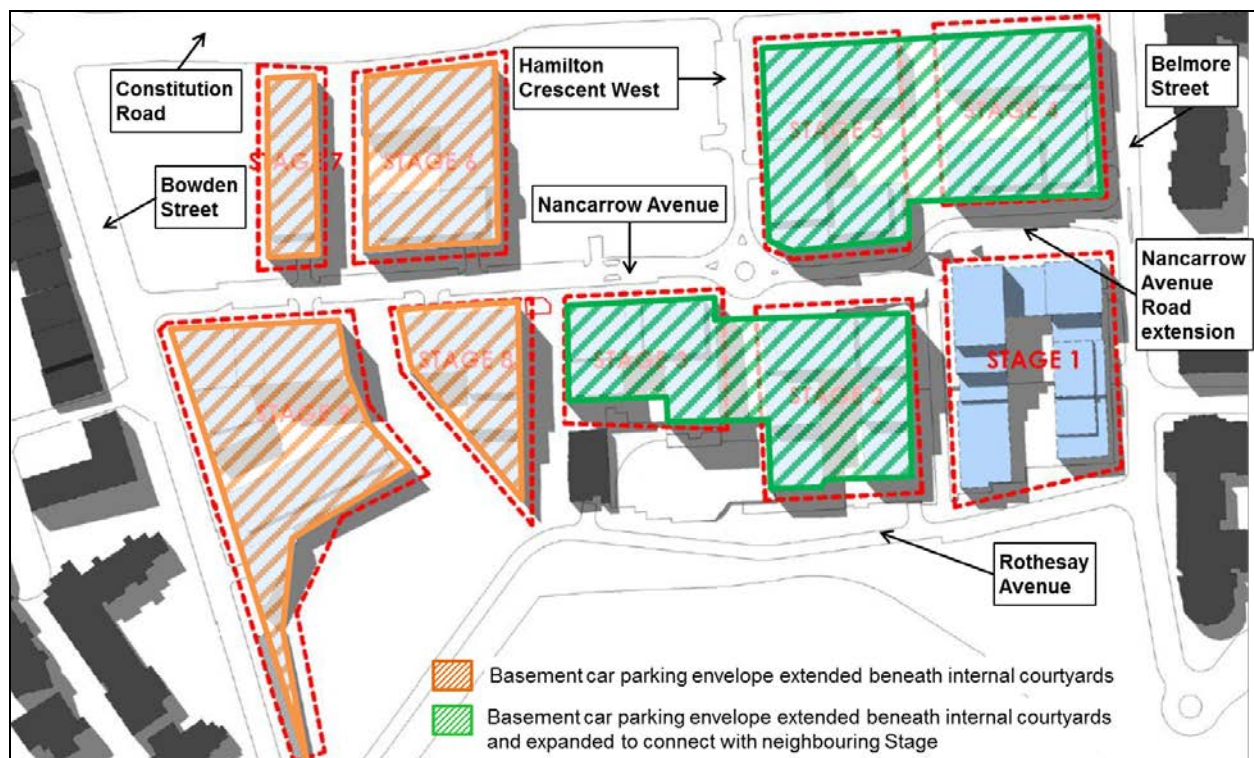 Constitution
Road
Hamilton
Crescent West
Belmore
Street
STAGE 5
STAGE 4
STAGE 7
STAGE 6
Bowden
Street
Nancarrow Avenue
Nancarrow
Avenue
Road
extension
STAGE
STAGE 8
STAGE 3
STAGE 2
STAGE 1
Rothesay
Avenue
Basement car parking envelope extended beneath internal courtyards
Basement car parking envelope extended beneath internal courtyards
and expanded to connect with neighbouring Stage